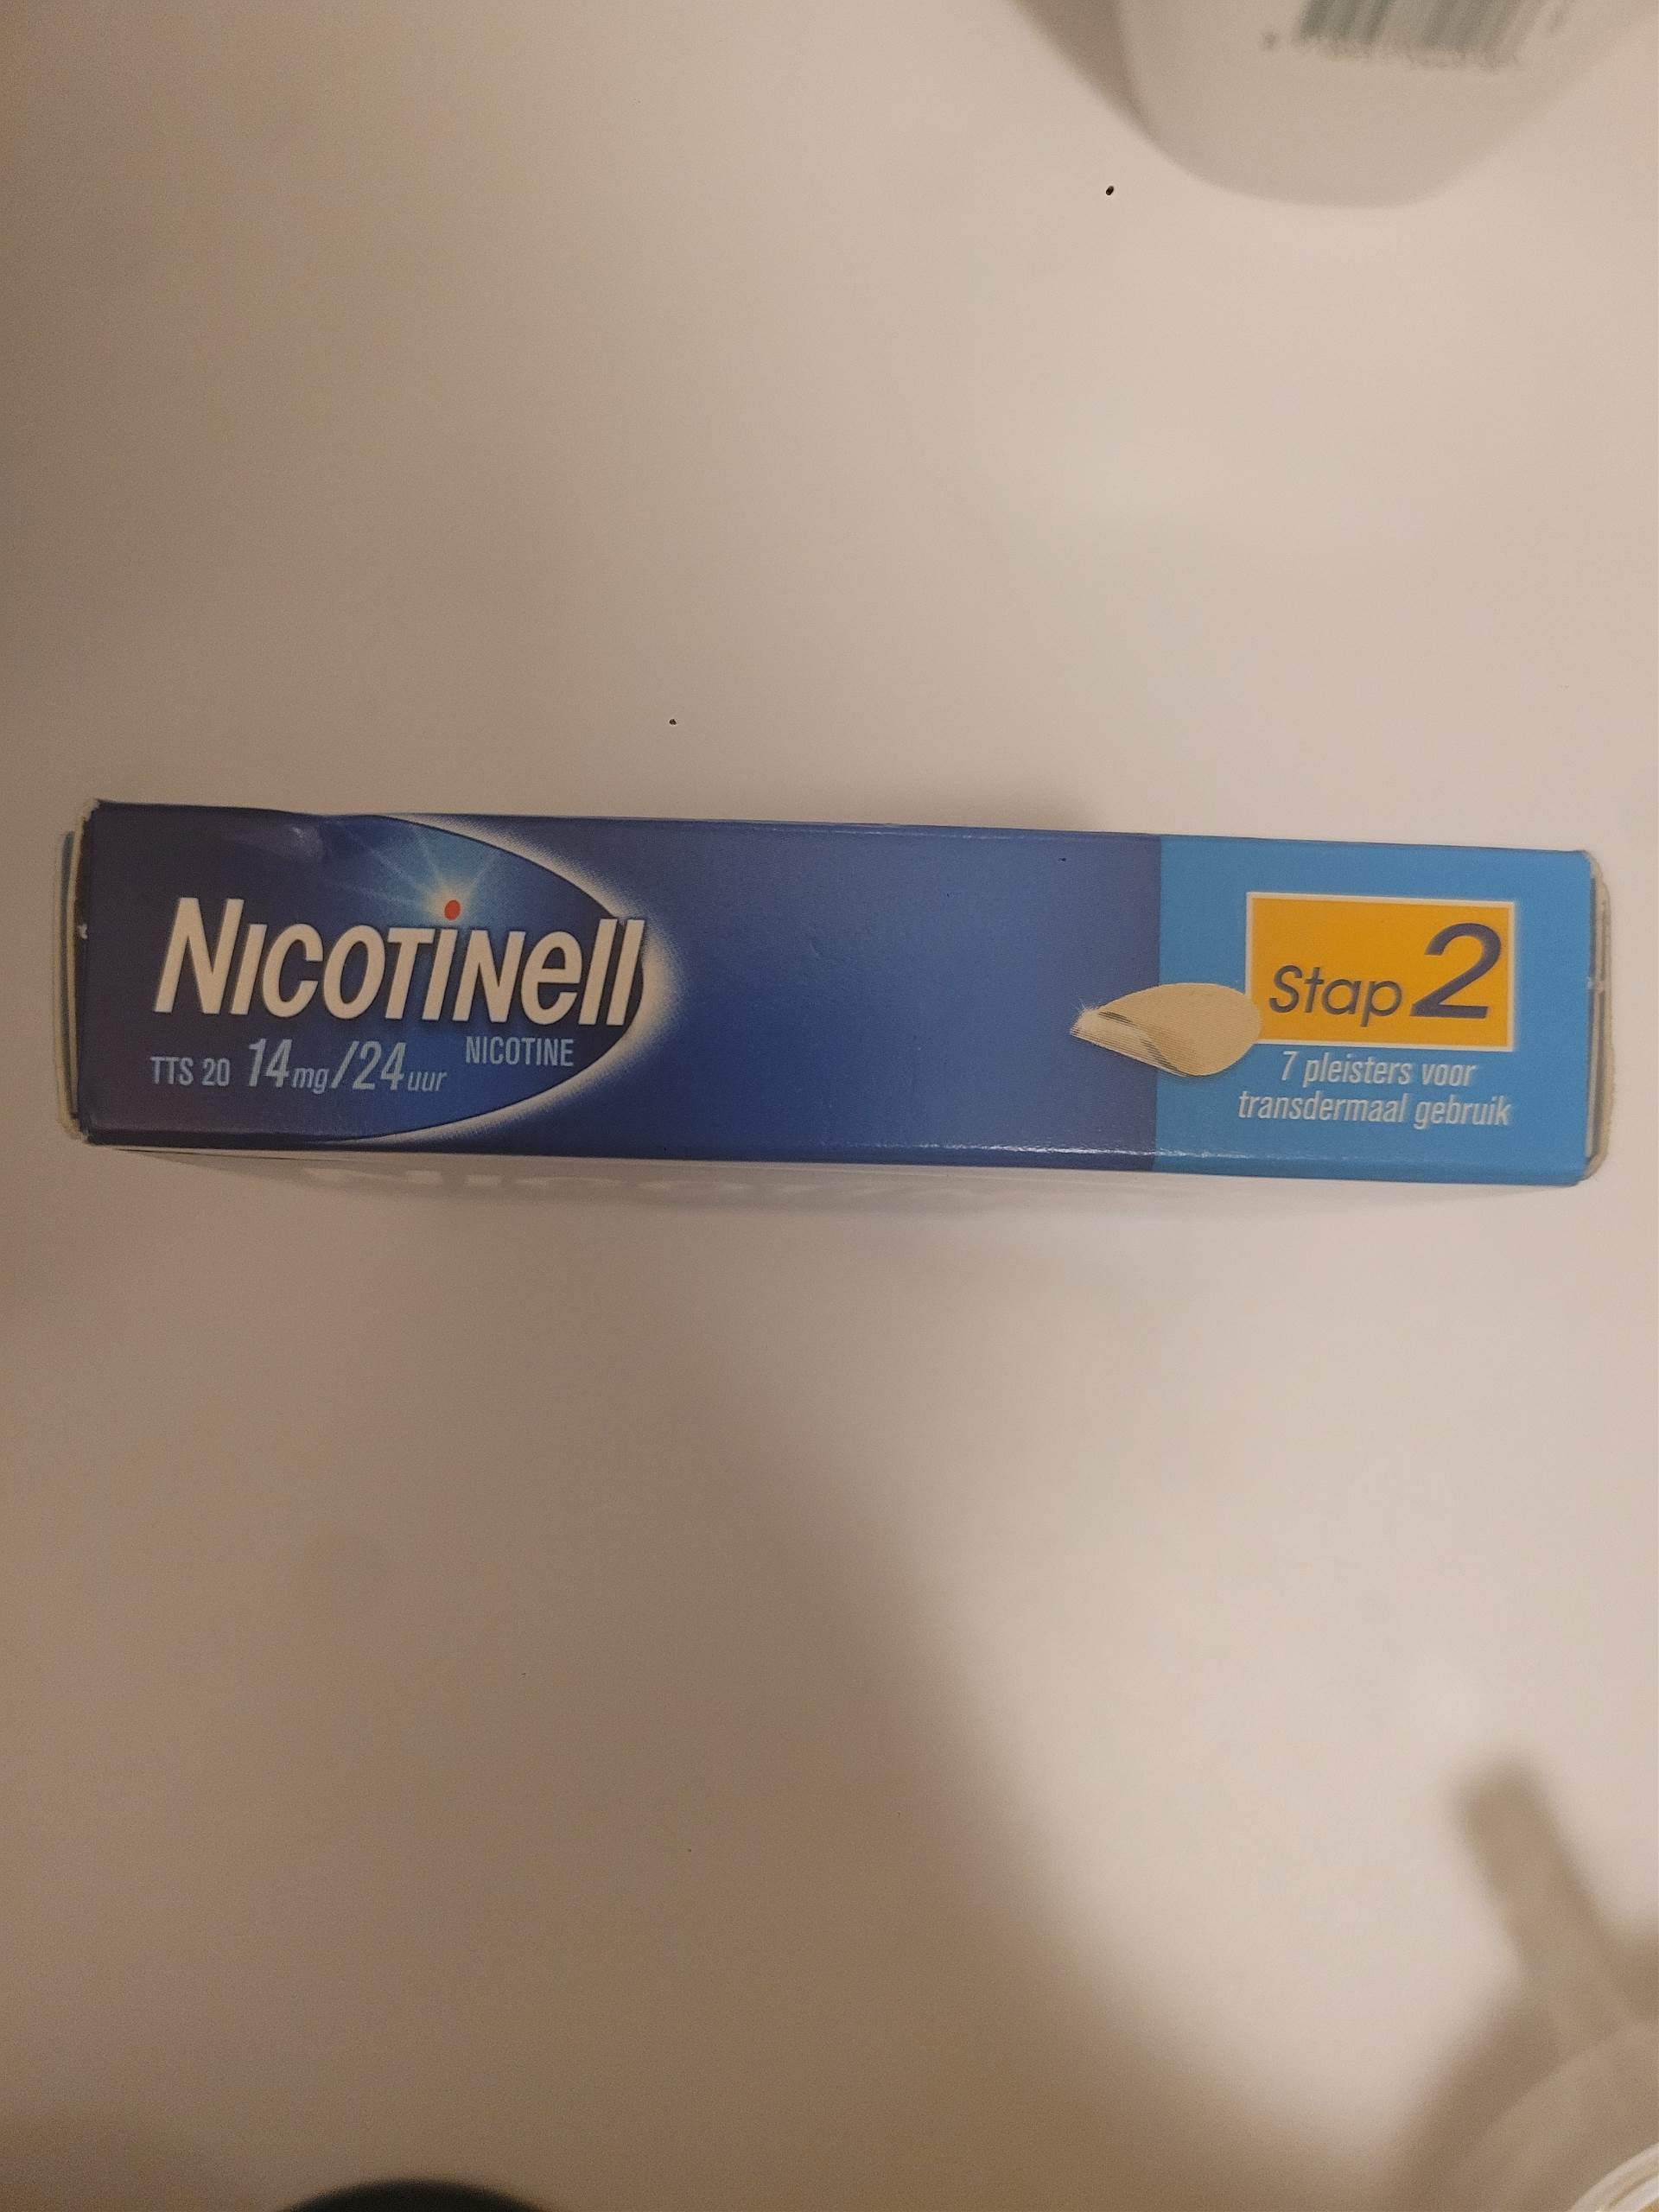 NICOTINell
NICOTINE
TTS 20 14mg/24uur
Stap 2
7 pleisters voor
transdermaal gebruik